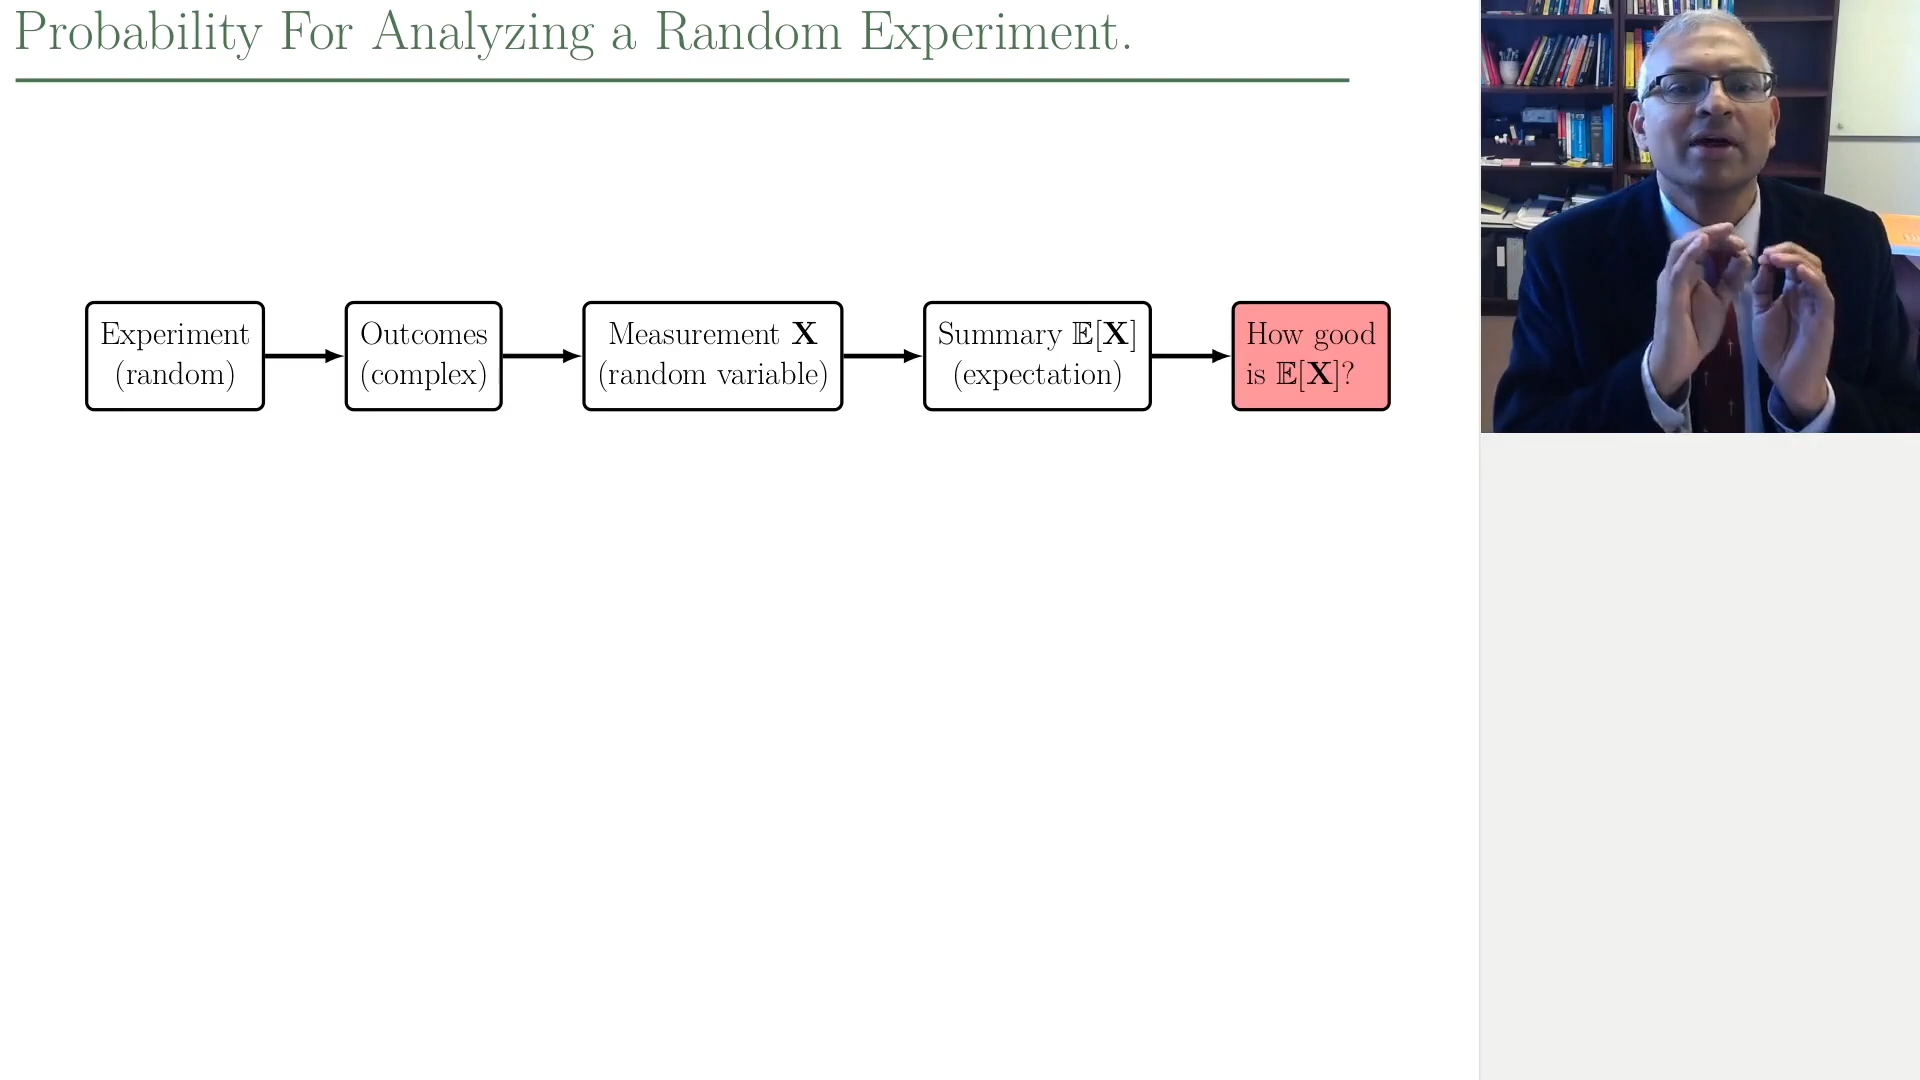 Probability For Analyzing a Random Experiment.
Experiment
(random)
Outcomes
(complex)
Measurement X
(random variable)
Summary 𝔼[X]
(expectation)
How good
is 𝔼[X]?